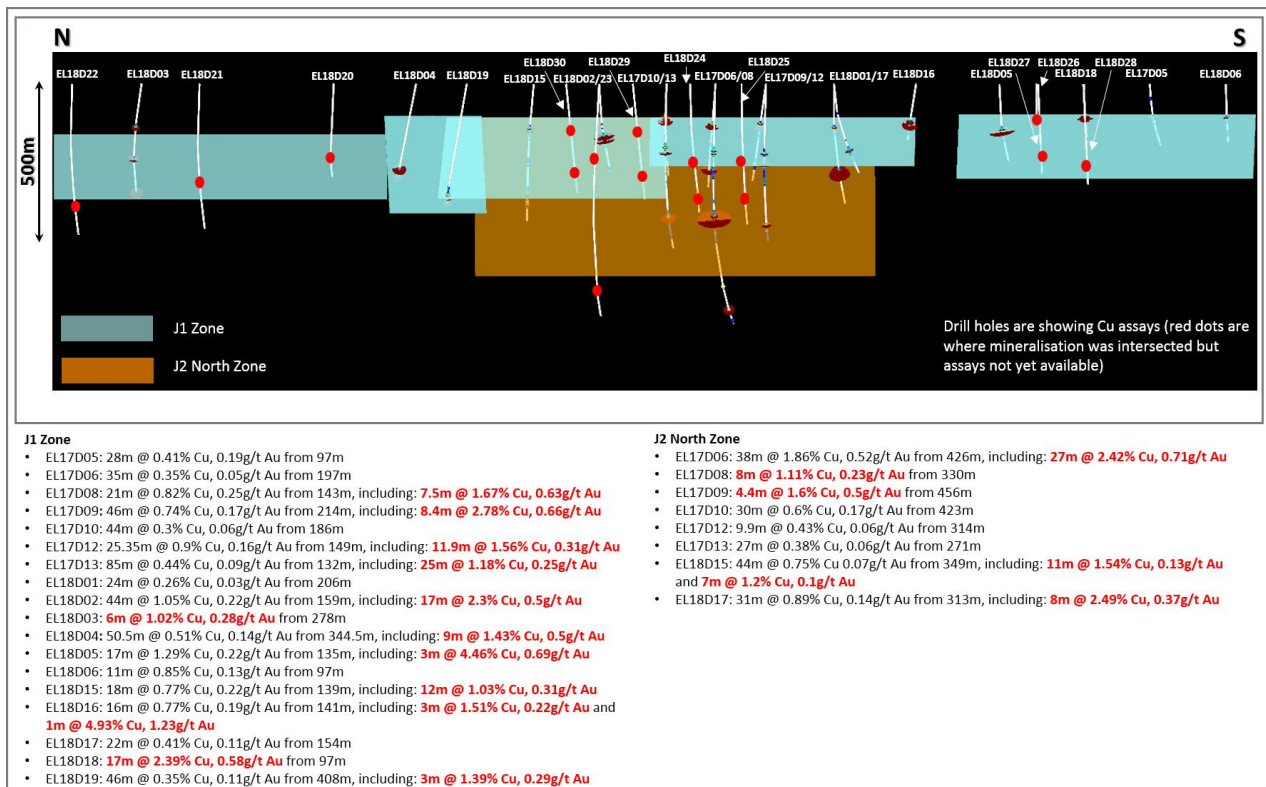 N
S
EL18D22
EL18D03
EL18D21
EL18D20
EL18D04
EL18D19
EL18D15
EL18D30
EL18D02/23
EL18D29
EL17D10/13
EL18D24
EL17D06/08
EL18D25
EL17D09/12
EL18D01/17
EL18D16
EL18D05
EL18D27
EL18D26
EL18D18
EL18D28
EL17D05
EL18D06
500m
J1 Zone
J2 North Zone
Drill holes are showing Cu assays (red dots are
where mineralisation was intersected but
assays not yet available)
J1 Zone
• EL17D05: 28m @ 0.41% Cu, 0.19g/t Au from 97m
• EL17D06: 35m @ 0.35% Cu, 0.05g/t Au from 197m
• EL17D08: 21m @ 0.82% Cu, 0.25g/t Au from 143m, including: 7.5m @ 1.67% Cu, 0.63g/t Au
• EL17D09: 46m @ 0.74% Cu, 0.17g/t Au from 214m, including: 8.4m @ 2.78% Cu, 0.66g/t Au
• EL17D10: 44m @ 0.3% Cu, 0.06g/t Au from 186m
• EL17D12: 25.35m @ 0.9% Cu, 0.16g/t Au from 149m, including: 11.9m @ 1.56% Cu, 0.31g/t Au
• EL17D13: 85m @ 0.44% Cu, 0.09g/t Au from 132m, including: 25m @ 1.18% Cu, 0.25g/t Au
• EL18D01: 24m @ 0.26% Cu, 0.03g/t Au from 206m
• EL18D02: 44m @ 1.05% Cu, 0.22g/t Au from 159m, including: 17m @ 2.3% Cu, 0.5g/t Au
• EL18D03: 6m @ 1.02% Cu, 0.28g/t Au from 278m
• EL18D04: 50.5m @ 0.51% Cu, 0.14g/t Au from 344.5m, including: 9m @ 1.43% Cu, 0.5g/t Au
• EL18D05: 17m @ 1.29% Cu, 0.22g/t Au from 135m, including: 3m @ 4.46% Cu, 0.69g/t Au
• EL18D06: 11m @ 0.85% Cu, 0.13g/t Au from 97m
• EL18D15: 18m @ 0.77% Cu, 0.22g/t Au from 139m, including: 12m @ 1.03% Cu, 0.31g/t Au
• EL18D16: 16m @ 0.77% Cu, 0.19g/t Au from 141m, including: 3m @ 1.51% Cu, 0.22g/t Au and
1m @ 4.93% Cu, 1.23g/t Au
• EL18D17: 22m @ 0.41% Cu, 0.11g/t Au from 154m
• EL18D18: 17m @ 2.39% Cu, 0.58g/t Au from 97m
• EL18D19: 46m @ 0.35% Cu, 0.11g/t Au from 408m, including: 3m @ 1.39% Cu, 0.29g/t Au
J2 North Zone
• EL17D06: 38m @ 1.86% Cu, 0.52g/t Au from 426m, including: 27m @ 2.42% Cu, 0.71g/t Au
• EL17D08: 8m @ 1.11% Cu, 0.23g/t Au from 330m
• EL17D09: 4.4m @ 1.6% Cu, 0.5g/t Au from 456m
• EL17D10: 30m @ 0.6% Cu, 0.17g/t Au from 423m
• EL17D12: 9.9m @ 0.43% Cu, 0.06g/t Au from 314m
• EL17D13: 27m @ 0.38% Cu, 0.06g/t Au from 271m
• EL18D15: 44m @ 0.75% Cu 0.07g/t Au from 349m, including: 11m @ 1.54% Cu, 0.13g/t Au
and 7m @ 1.2% Cu, 0.1g/t Au
• EL18D17: 31m @ 0.89% Cu, 0.14g/t Au from 313m, including: 8m @ 2.49% Cu, 0.37g/t Au